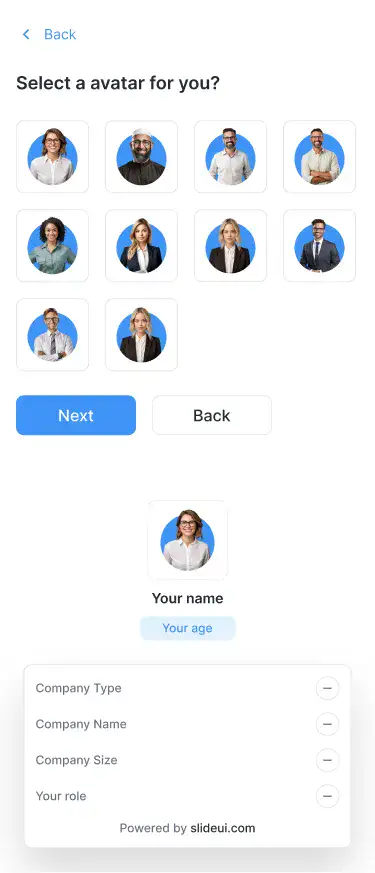 Back
Select a avatar for you?
Next
Back
Your name
Your age
Company Type
Company Name
Company Size
Your role
Powered by slideui.com